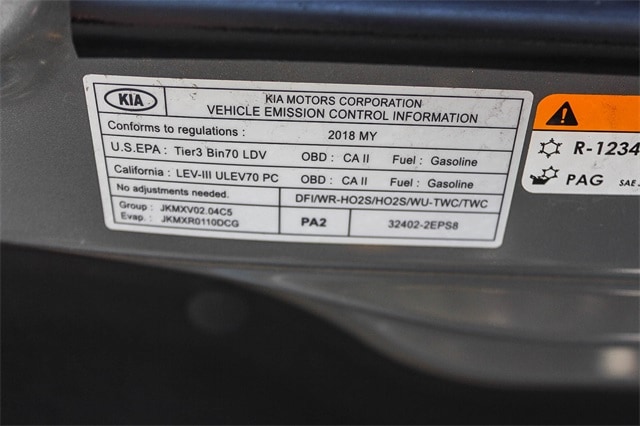 KIA
KIA MOTORS CORPORATION
VEHICLE EMISSION CONTROL INFORMATION
Conforms to regulations : 2018 MY
U.S.EPA : Tier3 Bin70 LDV OBD : CA II Fuel : Gasoline
California : LEV-III ULEV70 PC OBD : CA II Fuel : Gasoline
No adjustments needed. DFI/WR-HO2S/HO2S/WU-TWC/TWC
Group : JKMXV02.04C5
Evap. : JKMXR0110DCG
PA2 32402-2EPS8
R-1234
PAG SAE